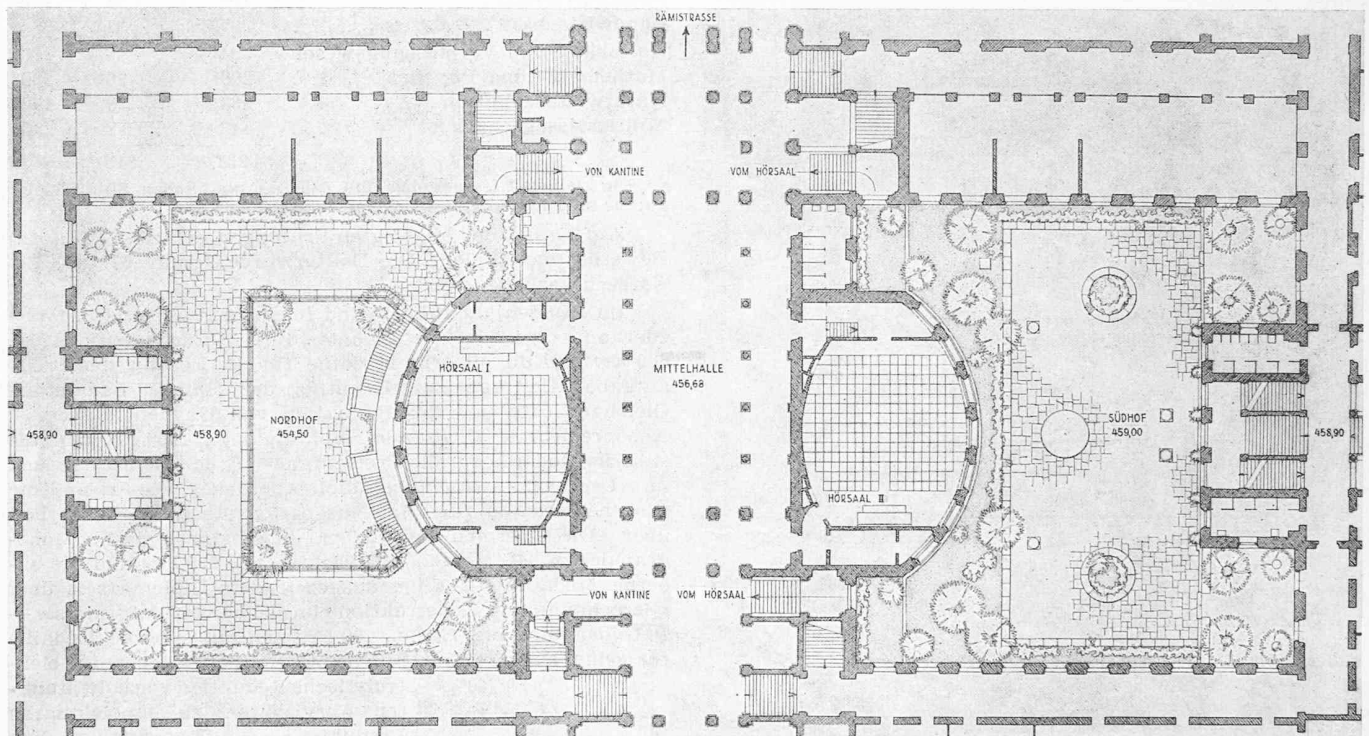 RÄMISTRASSE
VON KANTINE
VOM HÖRSAAL
HÖRSAAL I
MITTELHALLE
456,68
NORDHOF
454,50
458,90
458,90
SÜDHOF
459,00
458,90
HÖRSAAL II
VON KANTINE
VOM HÖRSAAL